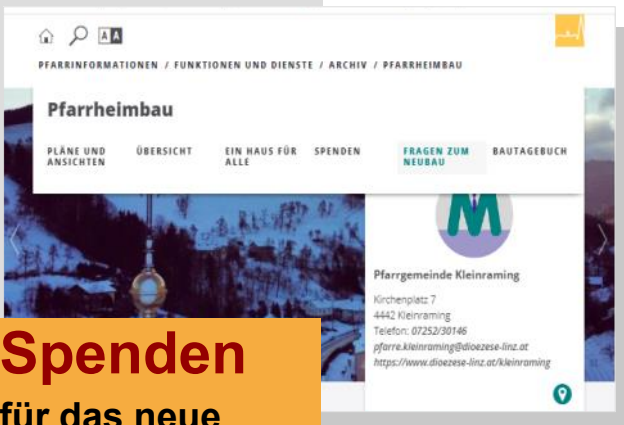 AA
PFARRINFORMATIONEN / FUNKTIONEN UND DIENSTE / ARCHIV / PFARRHEIMBAU
Pfarrheimbau
PLÄNE UND
ANSICHTEN
ÜBERSICHT
EIN HAUS FÜR
ALLE
SPENDEN
FRAGEN ZUM
NEUBAU
BAUTAGEBUCH
M
Pfarrgemeinde Kleinraming
Kirchenplatz 7
4442 Kleinraming
Telefon: 07252/30146
pfarre.kleinraming@dioezese-linz.at
https://www.dioezese-linz.at/kleinraming
Spenden
für das neue